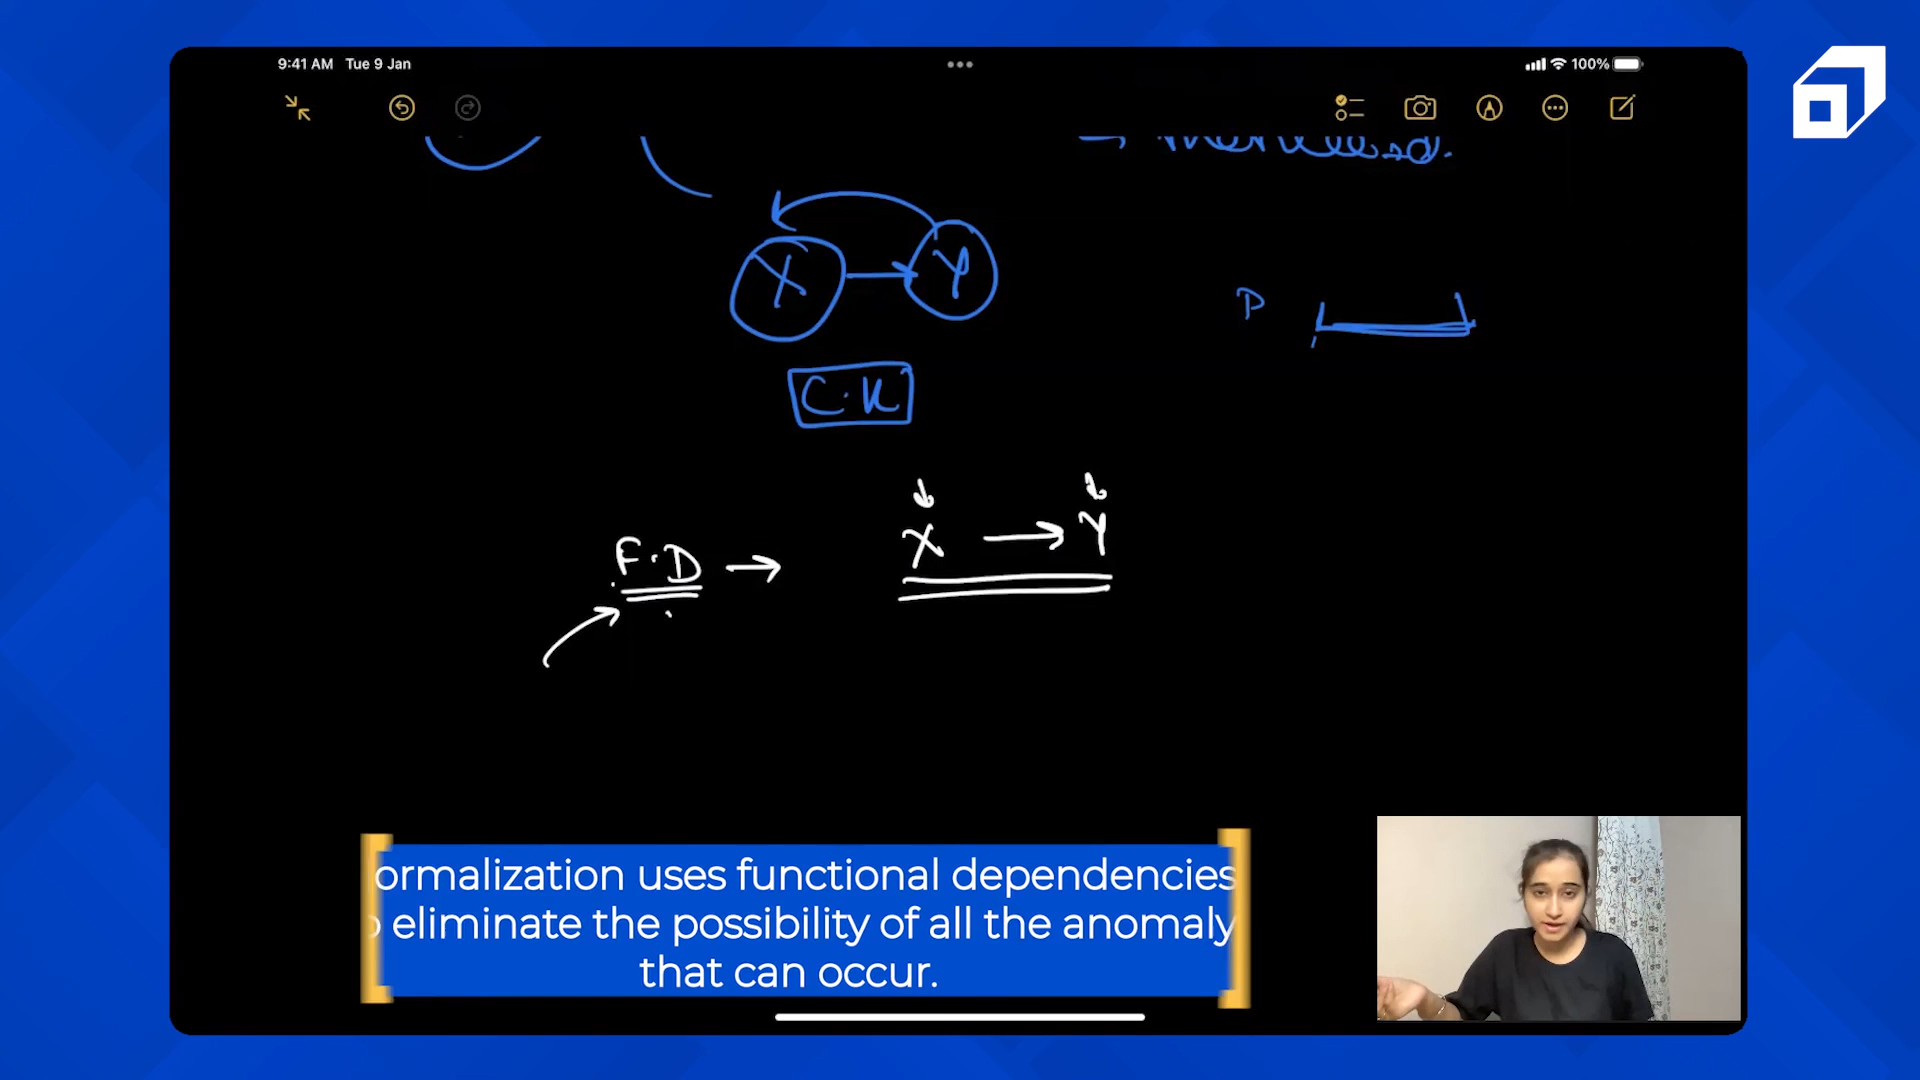 9:41 AM Tue 9 Jan
100%
X Y
P
C.K
X → Y
F.D →
ormalization uses functional dependencies
o eliminate the possibility of all the anomaly
that can occur.